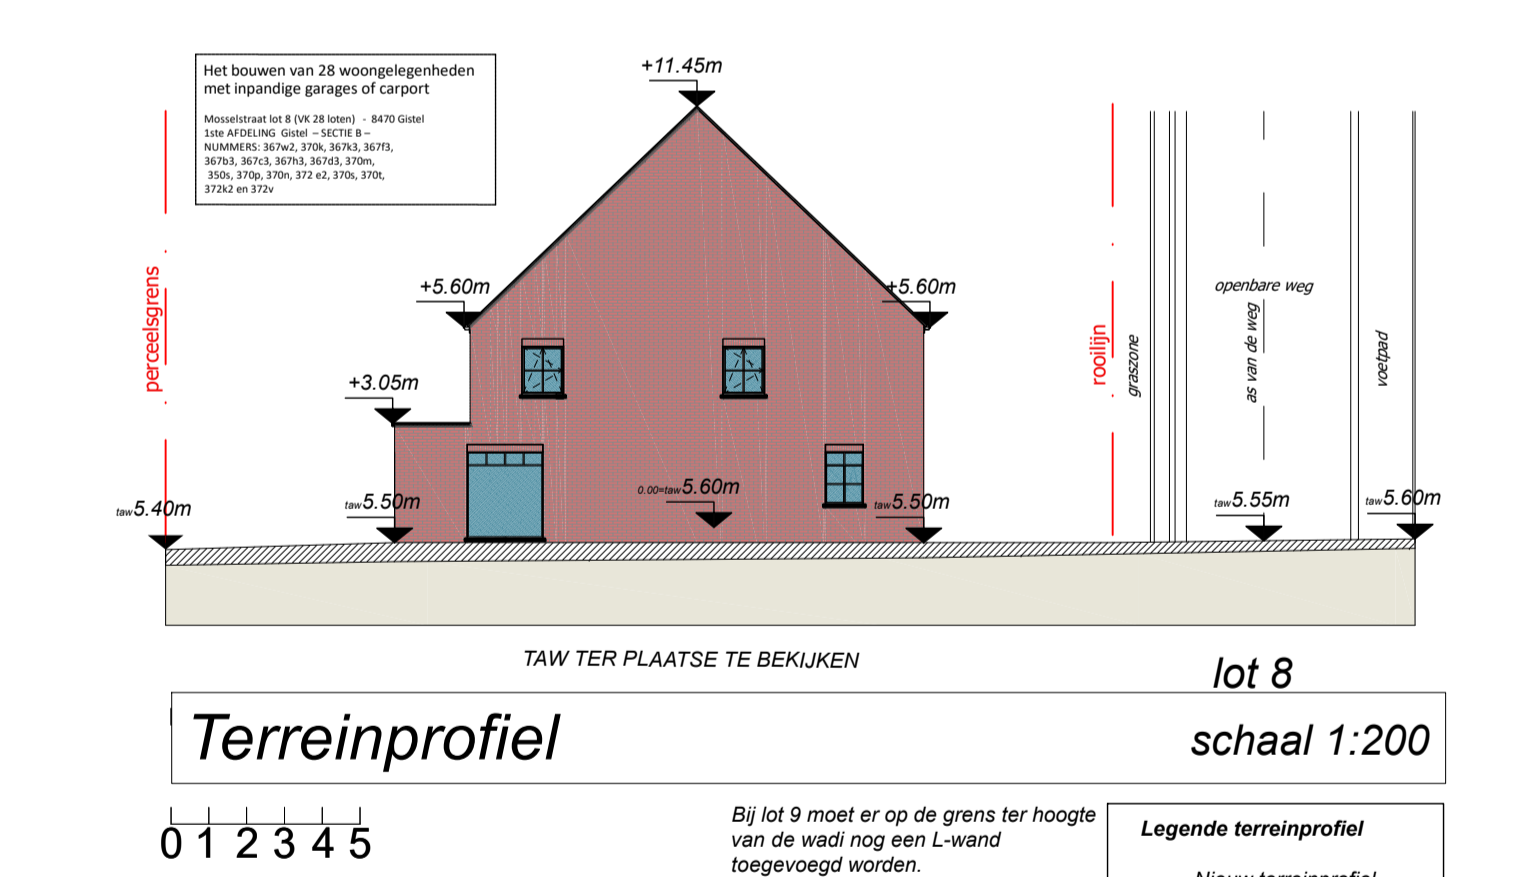 Het bouwen van 28 woongelegenheden
met inpandige garages of carport
Mosselstraat lot 8 (VK 28 loten) - 8470 Gistel
1ste AFDELING Gistel – SECTIE B –
NUMMERS: 367w2, 370k, 367k3, 367f3,
367b3, 367c3, 367h3, 367d3, 370m,
350s, 370p, 370n, 372 e2, 370s, 370t,
372k2 en 372v
+11.45m
+5.60m
+5.60m
+3.05m
perceelsgrens
rooilijn
graszone
openbare weg
as van de weg
voetpad
taw5.40m
taw5.50m
0.00=taw5.60m
taw5.50m
taw5.55m
taw5.60m
TAW TER PLAATSE TE BEKIJKEN
lot 8
Terreinprofiel
schaal 1:200
0 1 2 3 4 5
Bij lot 9 moet er op de grens ter hoogte
van de wadi nog een L-wand
toegevoegd worden.
Legende terreinprofiel
Nieuw terreinprofiel